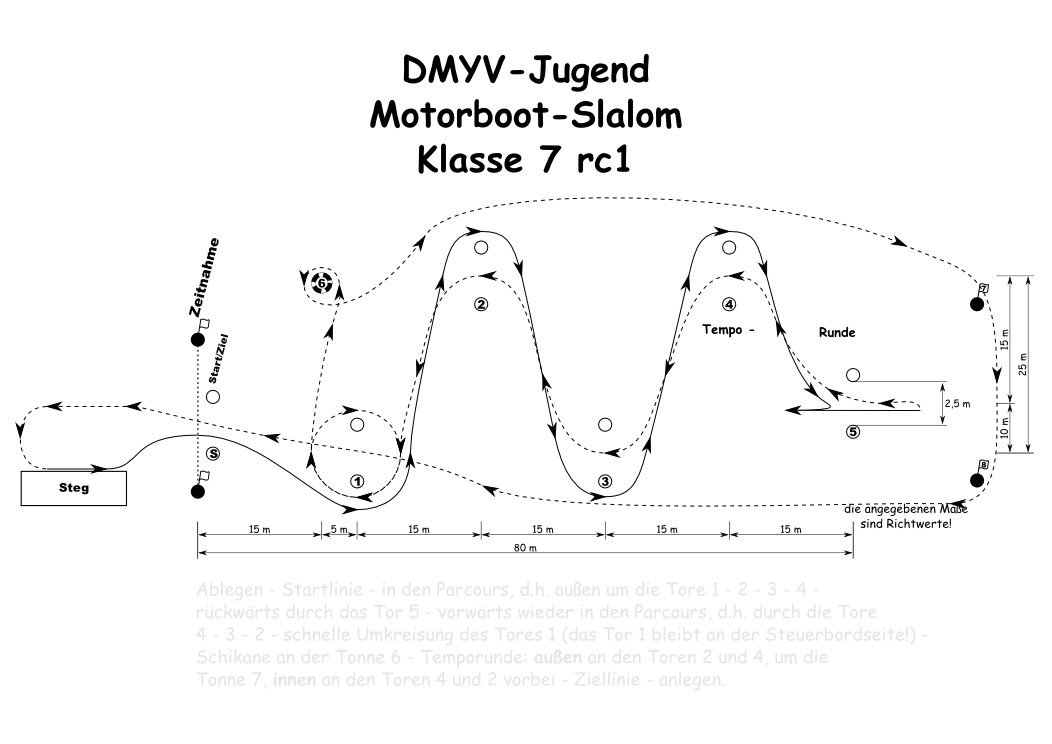 DMYV-Jugend
Motorboot-Slalom
Klasse 7 rc1
Zeitnahme
Start/Ziel
6
7
2
4
Tempo - Runde
15 m
25 m
2,5 m
10 m
5
S
1
3
8
Steg
die angegebenen Maße
sind Richtwerte!
15 m 5 m 15 m 15 m 15 m 15 m
80 m
Ablegen - Startlinie - in den Parcours, d.h. außen um die Tore 1 - 2 - 3 - 4 -
rückwärts durch das Tor 5 - vorwärts wieder in den Parcours, d.h. durch die Tore
4 - 3 - 2 - schnelle Umkreisung des Tores 1 (das Tor 1 bleibt an der Steuerbordseite!) -
Schikane an der Tonne 6 - Temporunde: außen an den Toren 2 und 4, um die
Tonne 7, innen an den Toren 4 und 2 vorbei - Ziellinie - anlegen.